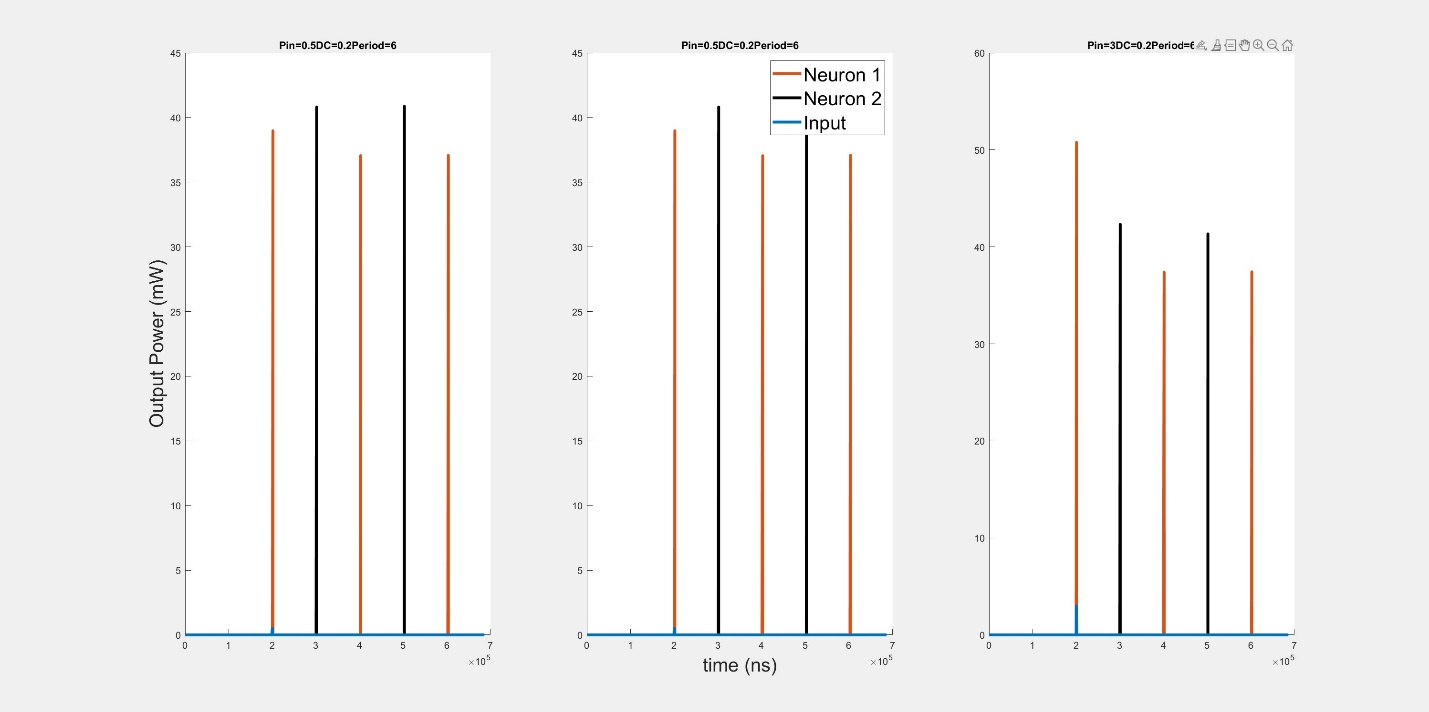 Pin=0.5DC=0.2Period=6
45
40
35
30
25
20
15
10
5
0
Output Power (mW)
0 1 2 3 4 5 6 7
×10⁵
Pin=0.5DC=0.2Period=6
45
40
35
30
25
20
15
10
5
0
Neuron 1
Neuron 2
Input
0 1 2 3 4 5 6 7
×10⁵
time (ns)
Pin=3DC=0.2Period=6
60
50
40
30
20
10
0
0 1 2 3 4 5 6 7
×10⁵